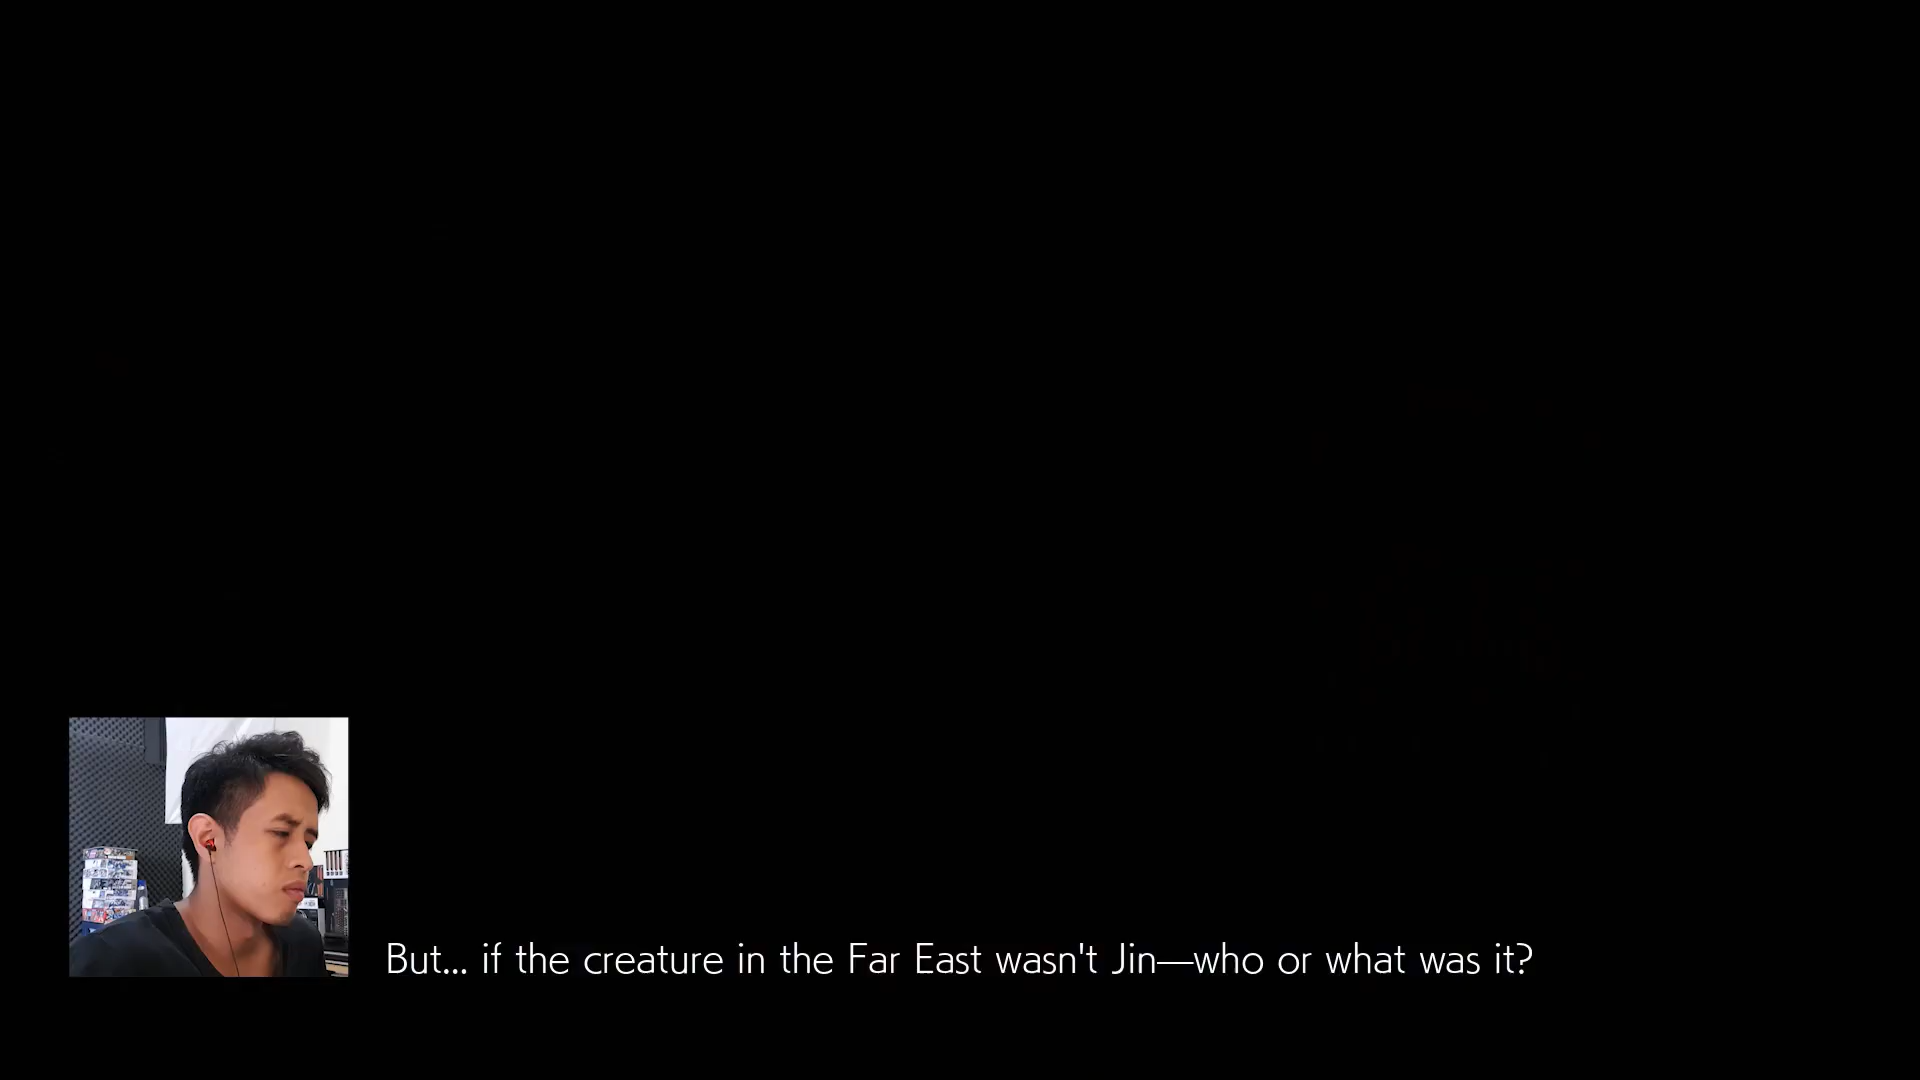 But... if the creature in the Far East wasn't Jin—who or what was it?